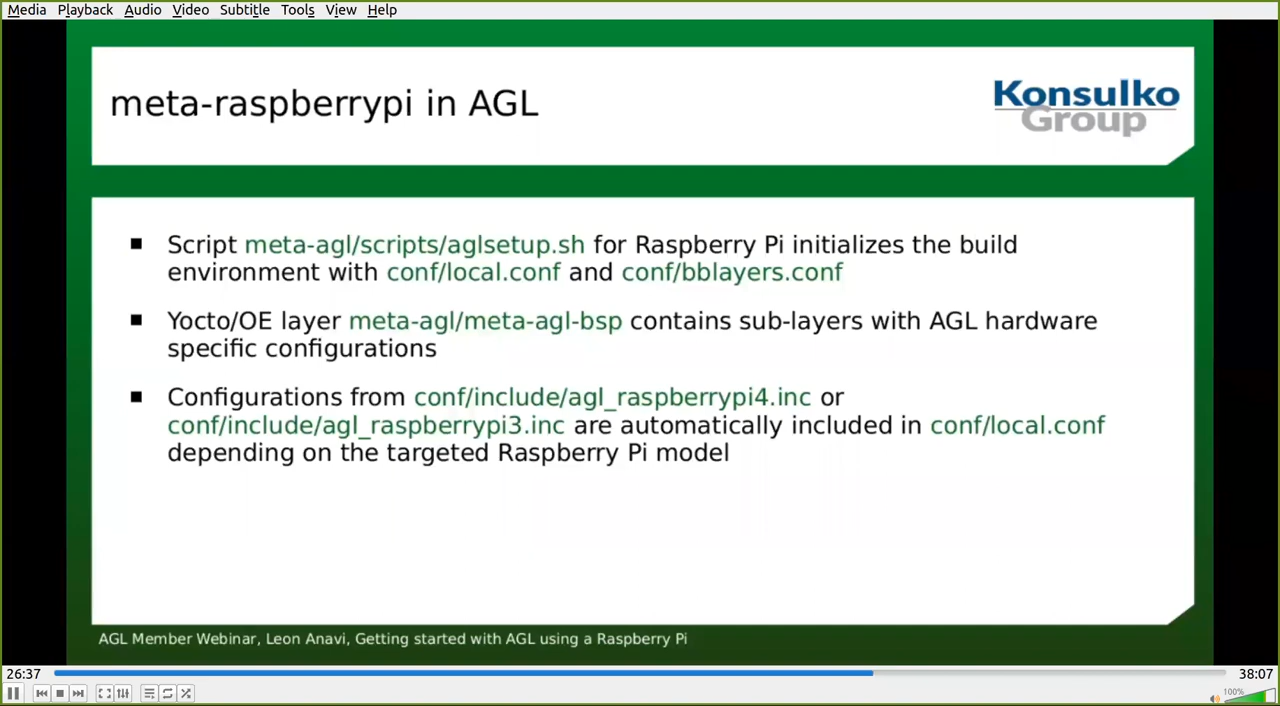 Media Playback Audio Video Subtitle Tools View Help
meta-raspberrypi in AGL
Konsulko
Group
■ Script meta-agl/scripts/aglsetup.sh for Raspberry Pi initializes the build
environment with conf/local.conf and conf/bblayers.conf
■ Yocto/OE layer meta-agl/meta-agl-bsp contains sub-layers with AGL hardware
specific configurations
■ Configurations from conf/include/agl_raspberrypi4.inc or
conf/include/agl_raspberrypi3.inc are automatically included in conf/local.conf
depending on the targeted Raspberry Pi model
AGL Member Webinar, Leon Anavi, Getting started with AGL using a Raspberry Pi
26:37 38:07
100%